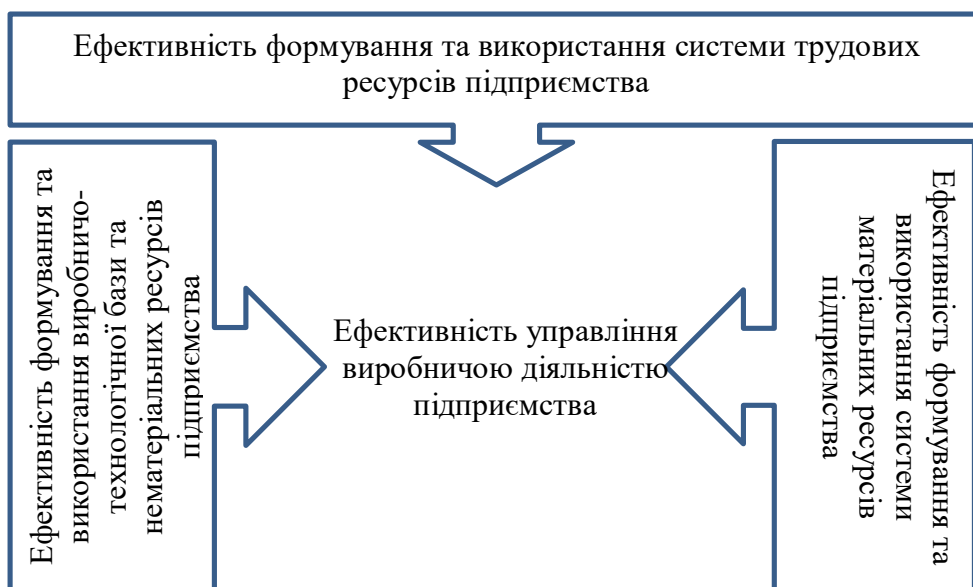 Ефективність формування та використання системи трудових
ресурсів підприємства
Ефективність формування та
використання виробничо-
технологічної бази та
нематеріальних ресурсів
підприємства
Ефективність управління
виробничою діяльністю
підприємства
Ефективність формування та
використання системи
матеріальних ресурсів
підприємства